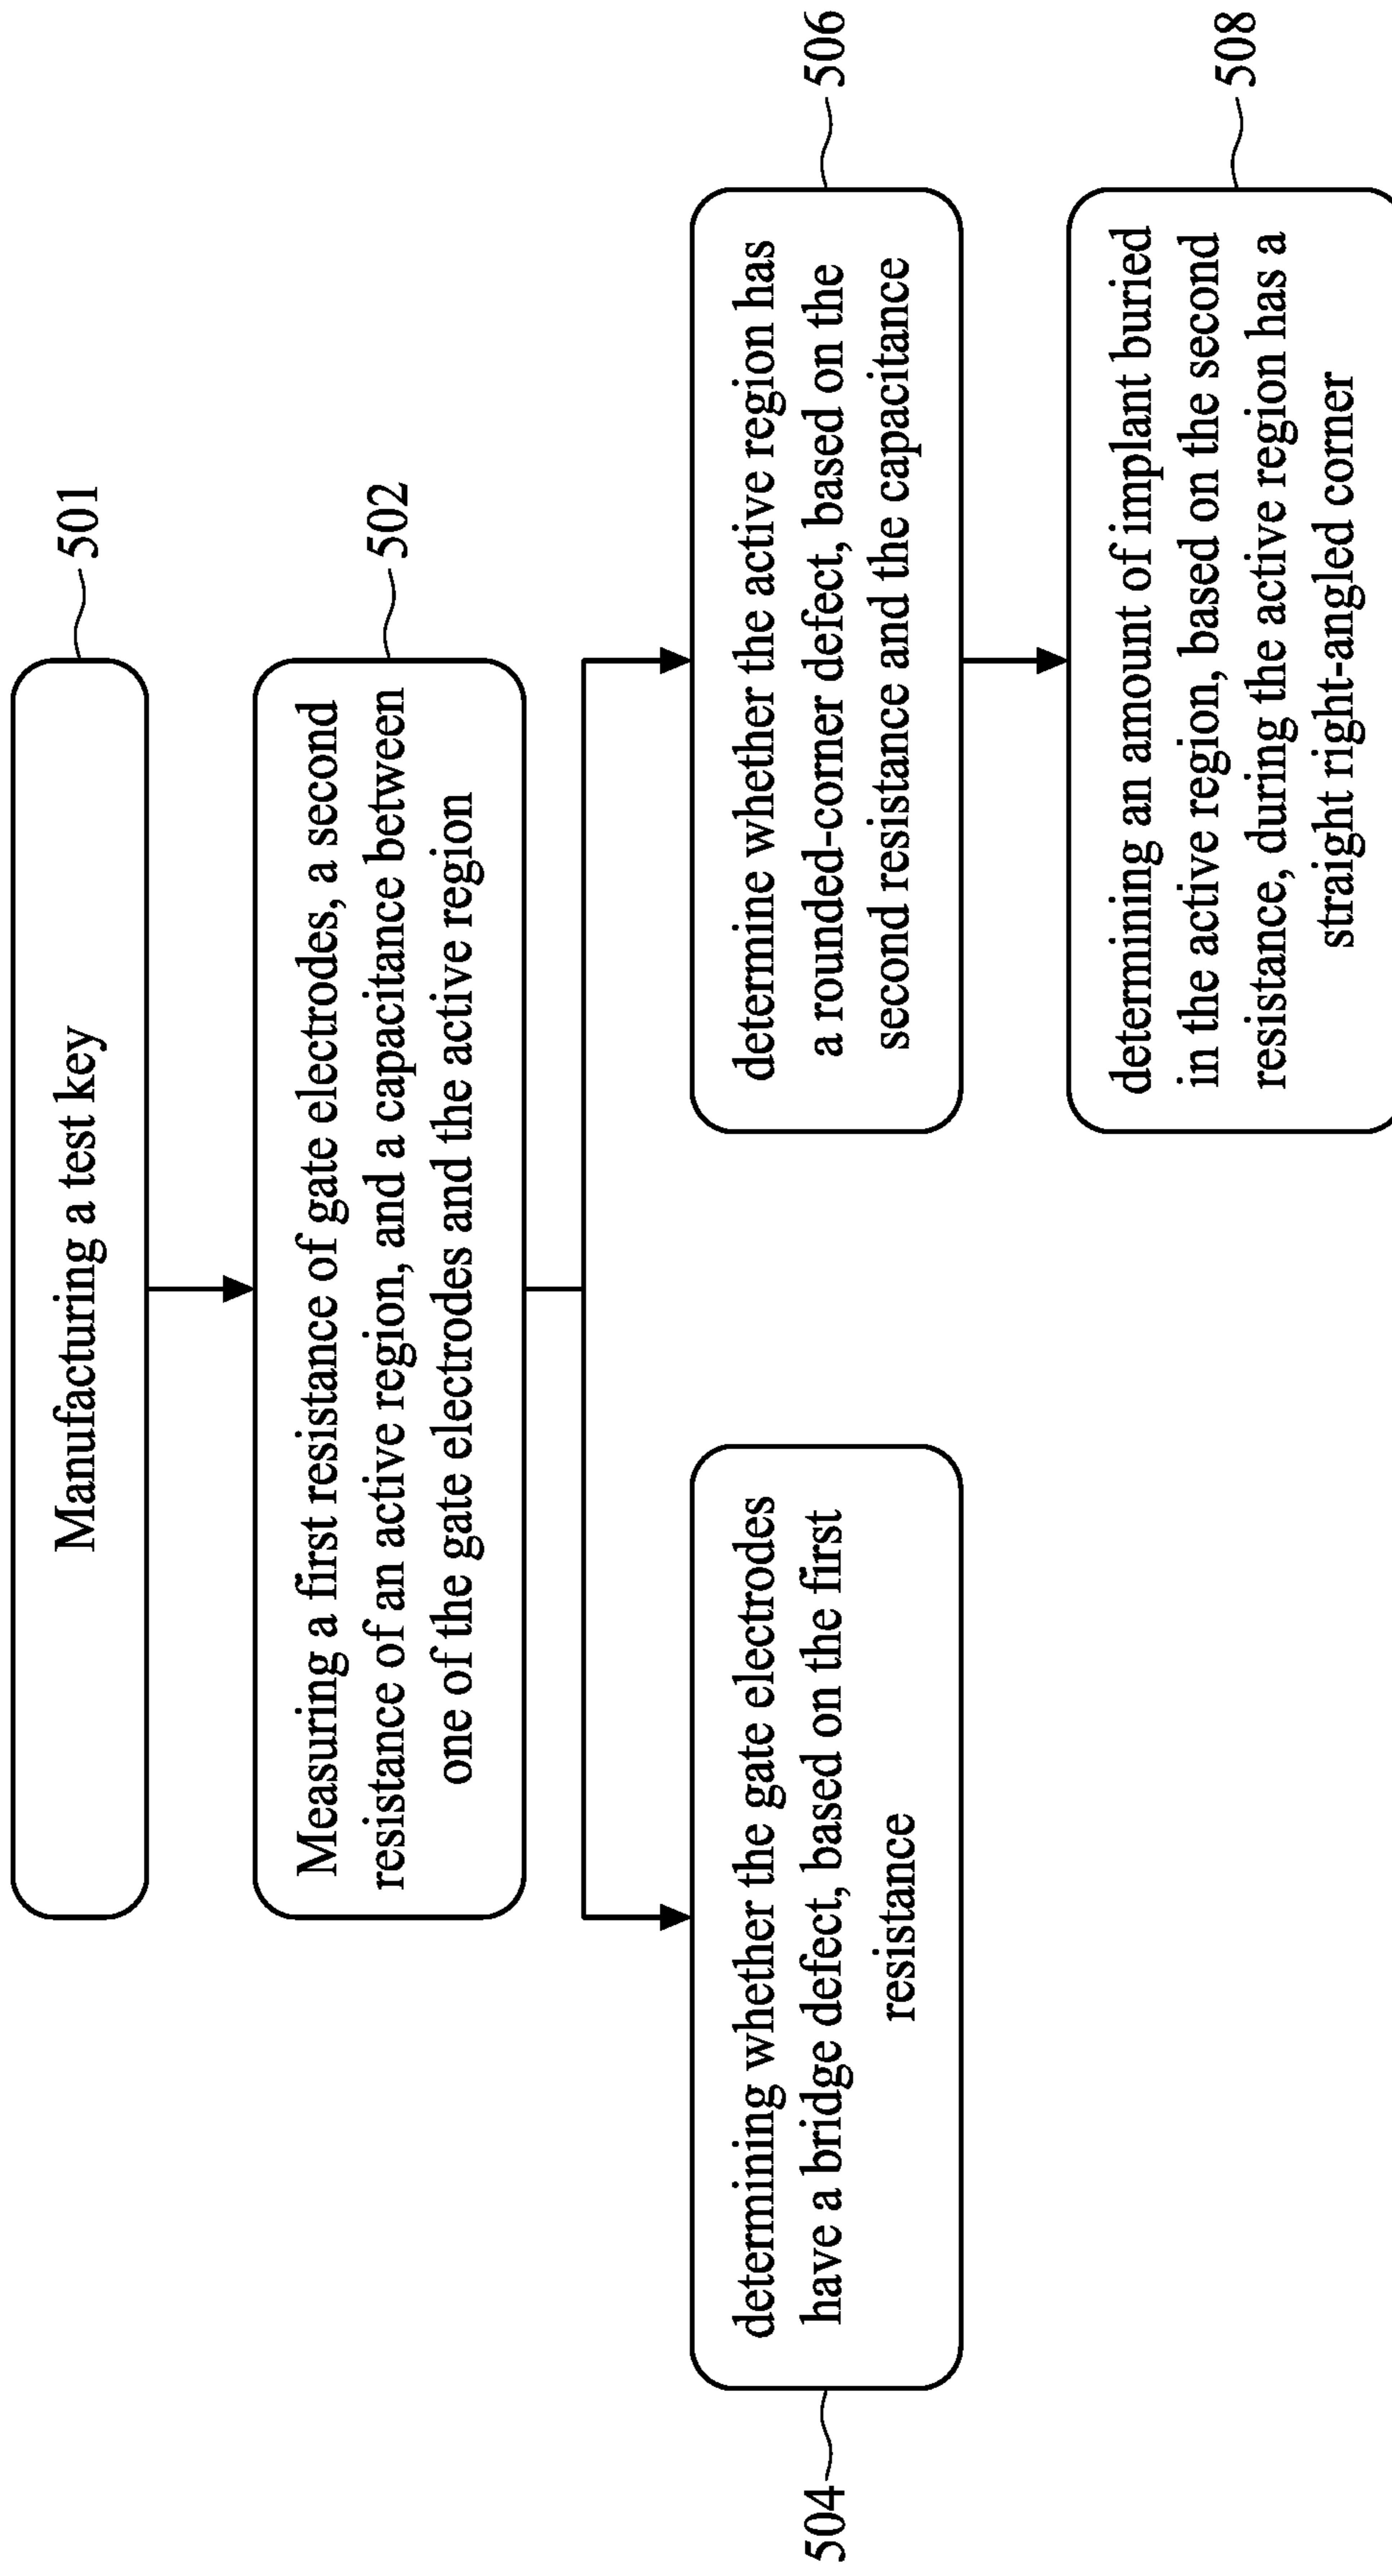 Manufacturing a test key
501
Measuring a first resistance of gate electrodes, a second
resistance of an active region, and a capacitance between
one of the gate electrodes and the active region
502
504
determining whether the gate electrodes
have a bridge defect, based on the first
resistance
determine whether the active region has
a rounded-corner defect, based on the
second resistance and the capacitance
506
determining an amount of implant buried
in the active region, based on the second
resistance, during the active region has a
straight right-angled corner
508